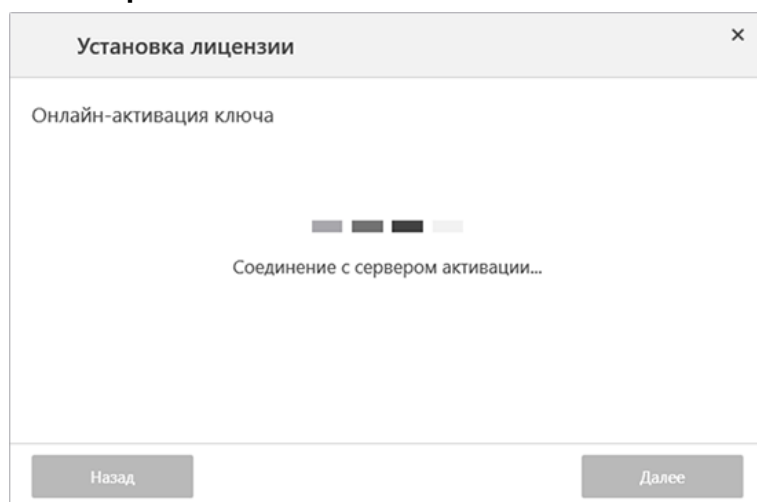 Установка лицензии
Онлайн-активация ключа
Соединение с сервером активации...
Назад
Далее